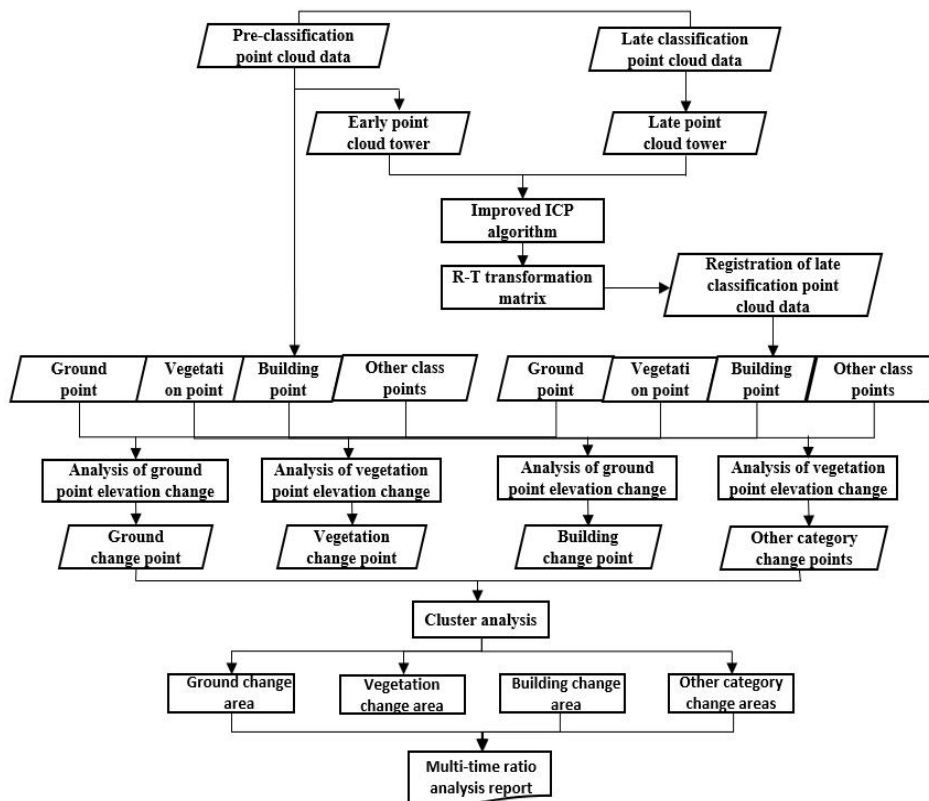 Pre-classification
point cloud data
Late classification
point cloud data
Early point
cloud tower
Late point
cloud tower
Improved ICP
algorithm
R-T transformation
matrix
Registration of late
classification point
cloud data
Ground
point
Vegetati
on point
Building
point
Other class
points
Ground
point
Vegetati
on point
Building
point
Other class
points
Analysis of ground
point elevation change
Analysis of vegetation
point elevation change
Analysis of ground
point elevation change
Analysis of vegetation
point elevation change
Ground
change point
Vegetation
change point
Building
change point
Other category
change points
Cluster analysis
Ground change
area
Vegetation
change area
Building change
area
Other category
change areas
Multi-time ratio
analysis report